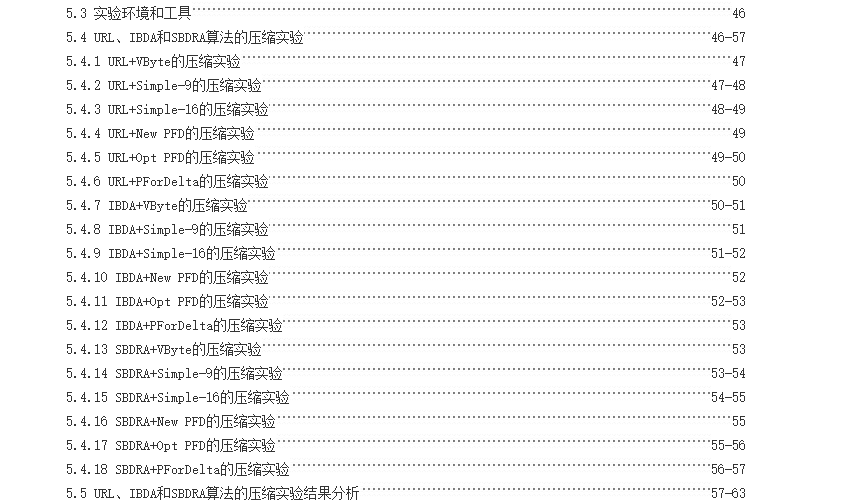 5.3 实验环境和工具 46
5.4 URL、IBDA和SBDRA算法的压缩实验 46-57
5.4.1 URL+VByte的压缩实验 47
5.4.2 URL+Simple-9的压缩实验 47-48
5.4.3 URL+Simple-16的压缩实验 48-49
5.4.4 URL+New PFD的压缩实验 49
5.4.5 URL+Opt PFD的压缩实验 49-50
5.4.6 URL+PForDelta的压缩实验 50
5.4.7 IBDA+VByte的压缩实验 50-51
5.4.8 IBDA+Simple-9的压缩实验 51
5.4.9 IBDA+Simple-16的压缩实验 51-52
5.4.10 IBDA+New PFD的压缩实验 52
5.4.11 IBDA+Opt PFD的压缩实验 52-53
5.4.12 IBDA+PForDelta的压缩实验 53
5.4.13 SBDRA+VByte的压缩实验 53
5.4.14 SBDRA+Simple-9的压缩实验 53-54
5.4.15 SBDRA+Simple-16的压缩实验 54-55
5.4.16 SBDRA+New PFD的压缩实验 55
5.4.17 SBDRA+Opt PFD的压缩实验 55-56
5.4.18 SBDRA+PForDelta的压缩实验 56-57
5.5 URL、IBDA和SBDRA算法的压缩实验结果分析 57-63